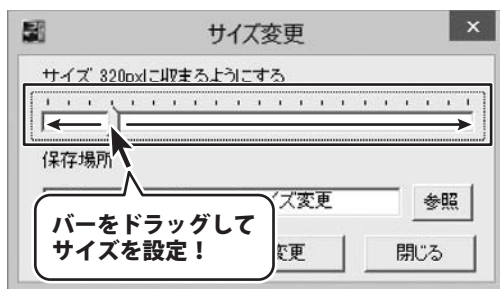 サイズ変更
サイズ 320pxに収まるようにする
保存場所
イズ変更
参照
バーをドラッグして
サイズを設定！
変更
閉じる